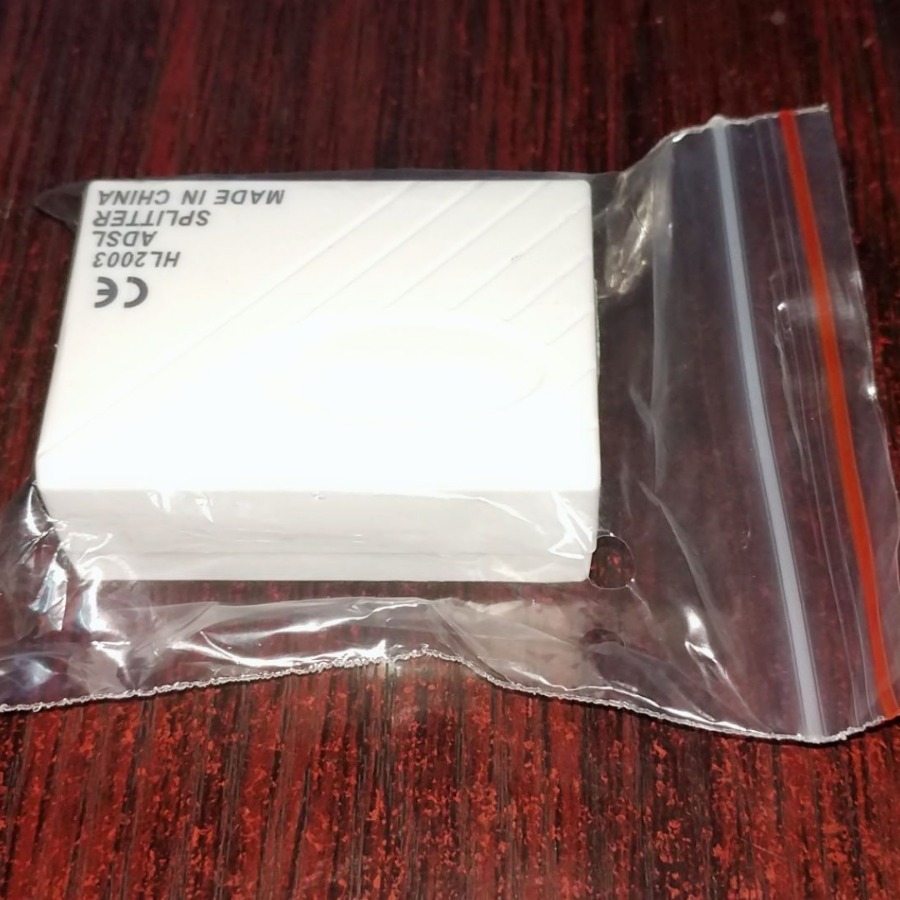 CE
HL2003
ADSL
SPLITTER
MADE IN CHINA